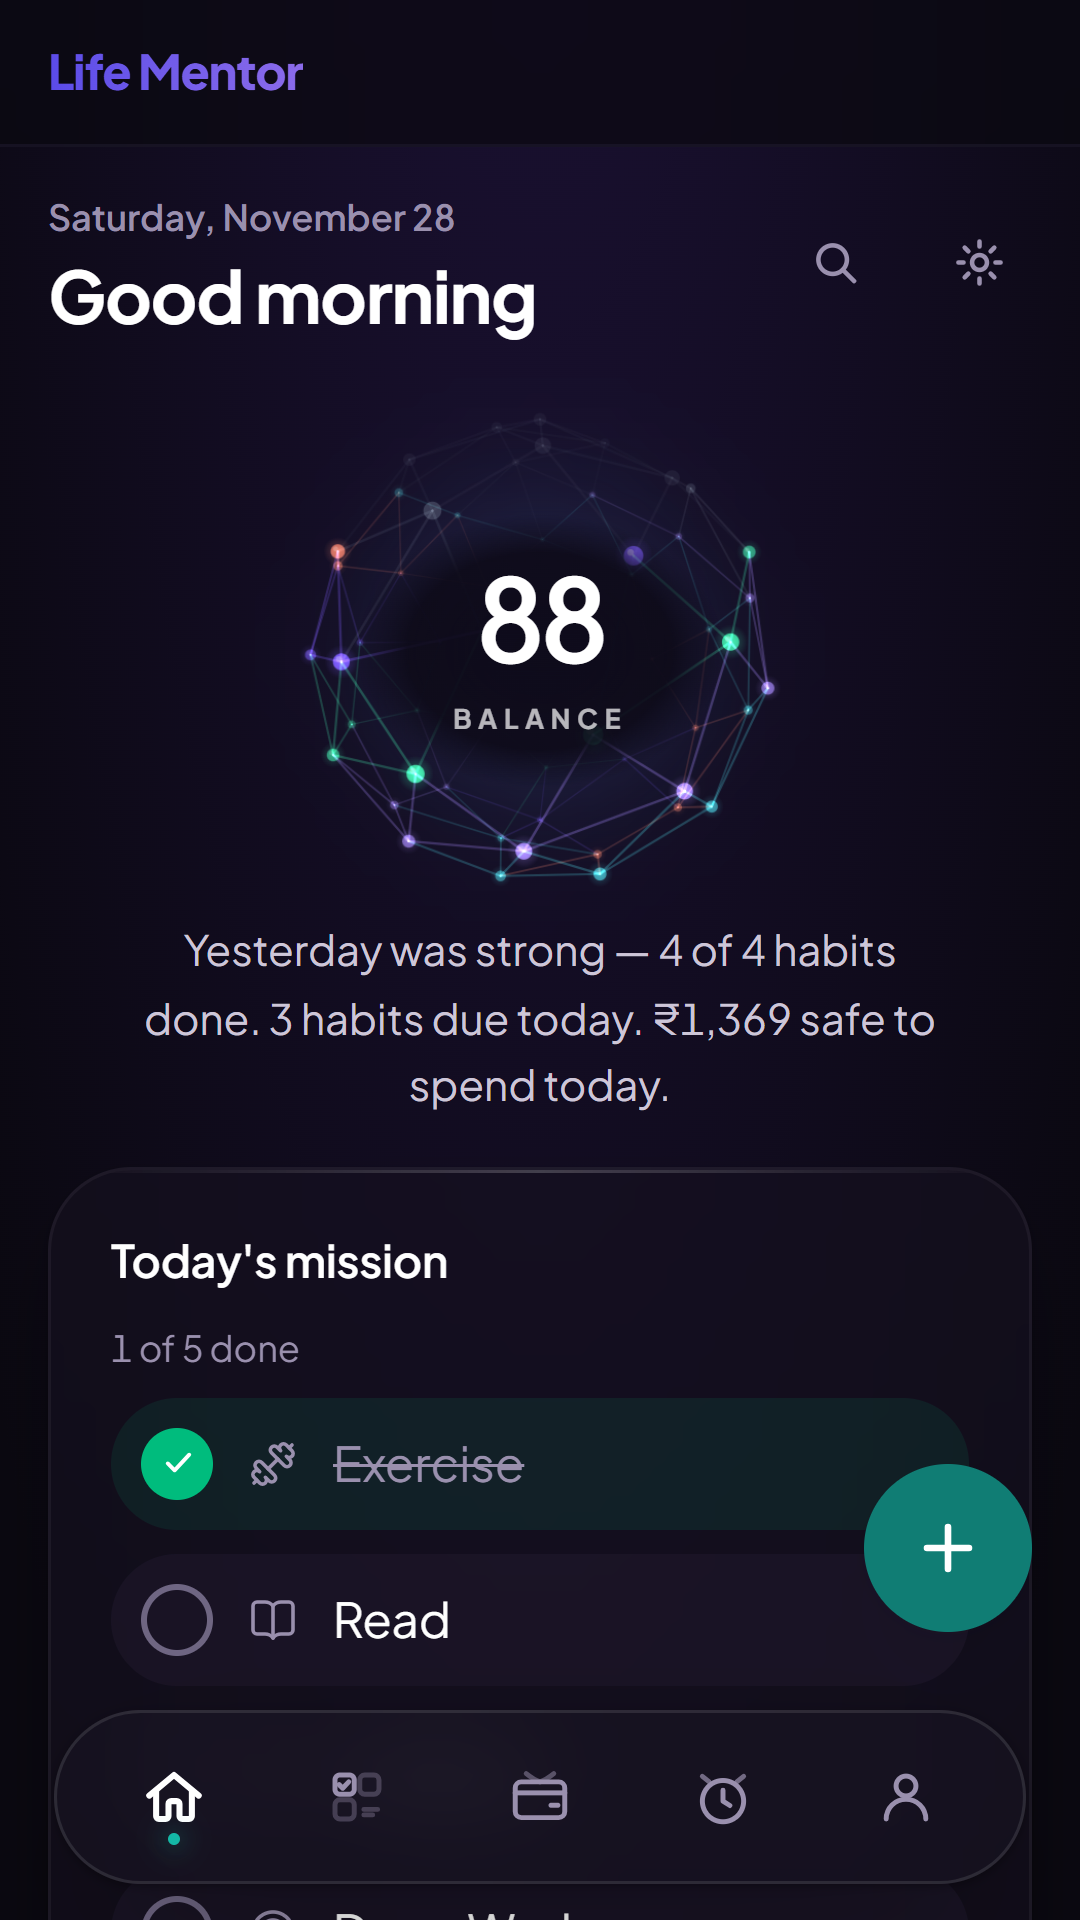 Life Mentor
Saturday, November 28
Good morning
88
BALANCE
Yesterday was strong — 4 of 4 habits
done. 3 habits due today. ₹1,369 safe to
spend today.
Today's mission
1 of 5 done
Exercise
Read